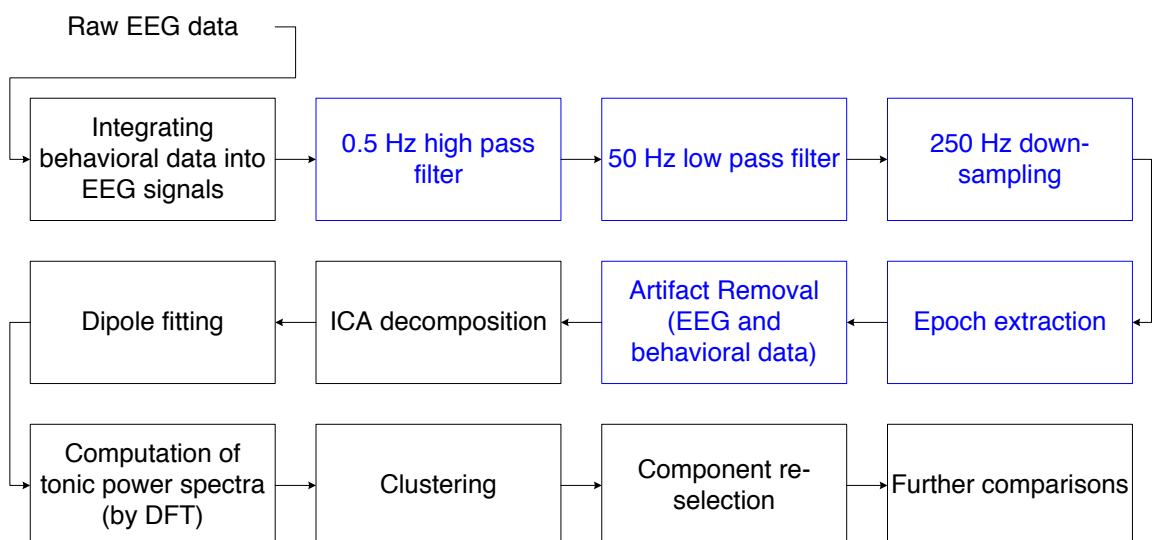 Raw EEG data
Integrating
behavioral data into
EEG signals
0.5 Hz high pass
filter
50 Hz low pass filter
250 Hz down-
sampling
Epoch extraction
Artifact Removal
(EEG and
behavioral data)
ICA decomposition
Dipole fitting
Computation of
tonic power spectra
(by DFT)
Clustering
Component re-
selection
Further comparisons